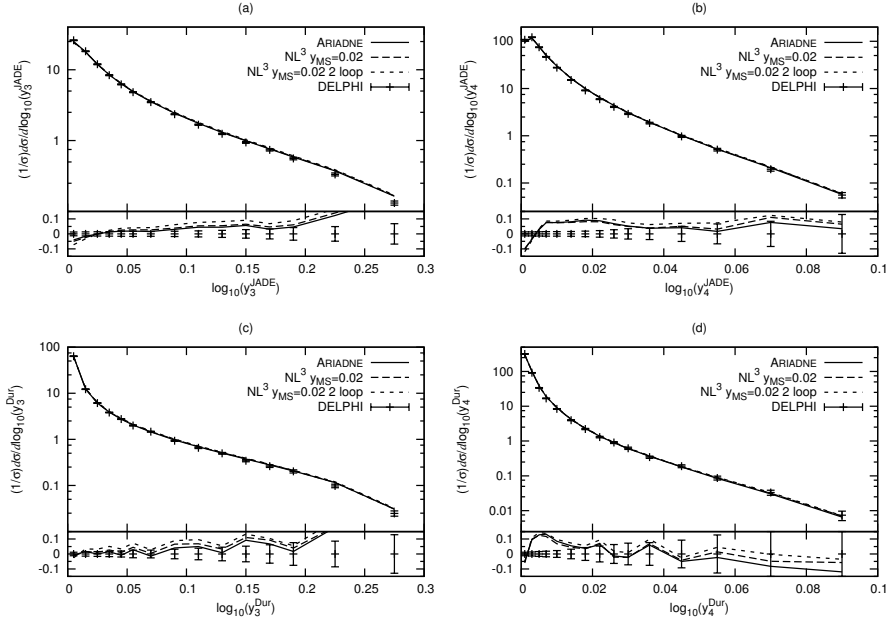 (a)
(1/σ)dσ/dlog₁₀(y₃^JADE)
10
1
ARIADNE
NL³ y_MS=0.02
NL³ y_MS=0.02 2 loop
DELPHI
0.1
0
-0.1
0 0.05 0.1 0.15 0.2 0.25 0.3
log₁₀(y₃^JADE)
(b)
(1/σ)dσ/dlog₁₀(y₄^JADE)
100
10
1
0.1
ARIADNE
NL³ y_MS=0.02
NL³ y_MS=0.02 2 loop
DELPHI
0.1
0
-0.1
0 0.02 0.04 0.06 0.08 0.1
log₁₀(y₄^JADE)
(c)
(1/σ)dσ/dlog₁₀(y₃^Dur)
100
10
1
0.1
ARIADNE
NL³ y_MS=0.02
NL³ y_MS=0.02 2 loop
DELPHI
0.1
0
-0.1
0 0.05 0.1 0.15 0.2 0.25 0.3
log₁₀(y₃^Dur)
(d)
(1/σ)dσ/dlog₁₀(y₄^Dur)
100
10
1
0.1
0.01
ARIADNE
NL³ y_MS=0.02
NL³ y_MS=0.02 2 loop
DELPHI
0.1
0
-0.1
0 0.02 0.04 0.06 0.08 0.1
log₁₀(y₄^Dur)